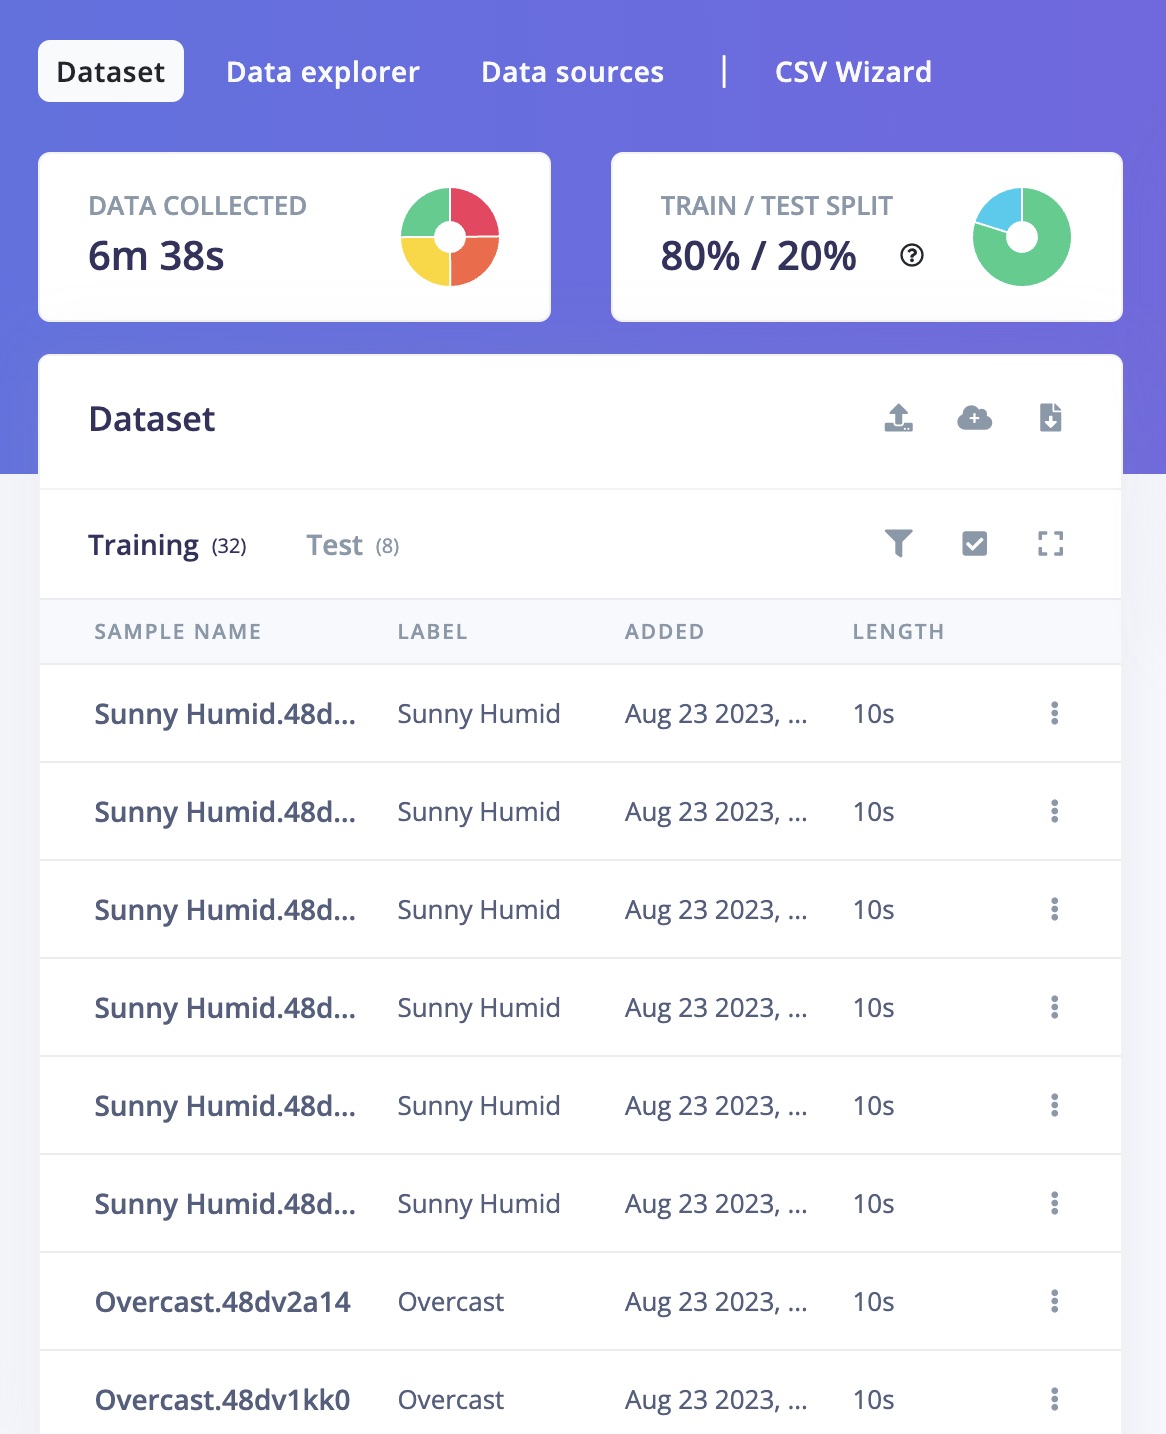 Dataset Data explorer Data sources | CSV Wizard
DATA COLLECTED
6m 38s
TRAIN / TEST SPLIT
80% / 20%
Dataset
Training (32) Test (8)
SAMPLE NAME LABEL ADDED LENGTH
Sunny Humid.48d... Sunny Humid Aug 23 2023, ... 10s
Sunny Humid.48d... Sunny Humid Aug 23 2023, ... 10s
Sunny Humid.48d... Sunny Humid Aug 23 2023, ... 10s
Sunny Humid.48d... Sunny Humid Aug 23 2023, ... 10s
Sunny Humid.48d... Sunny Humid Aug 23 2023, ... 10s
Sunny Humid.48d... Sunny Humid Aug 23 2023, ... 10s
Overcast.48dv2a14 Overcast Aug 23 2023, ... 10s
Overcast.48dv1kk0 Overcast Aug 23 2023, ... 10s